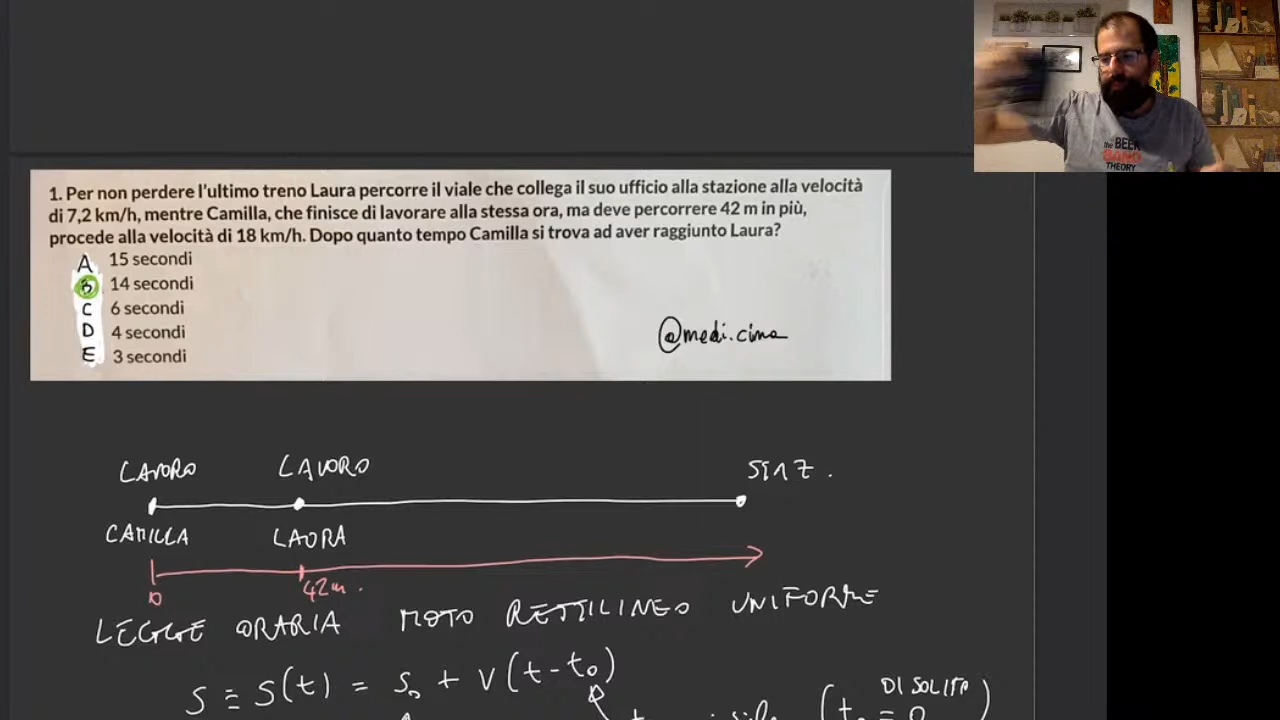 the BEER
BAND
THEORY
1. Per non perdere l'ultimo treno Laura percorre il viale che collega il suo ufficio alla stazione alla velocità
di 7,2 km/h, mentre Camilla, che finisce di lavorare alla stessa ora, ma deve percorrere 42 m in più,
procede alla velocità di 18 km/h. Dopo quanto tempo Camilla si trova ad aver raggiunto Laura?
A 15 secondi
B 14 secondi
C 6 secondi
D 4 secondi
E 3 secondi
@medi.cina
LAVORO LAVORO STAZ.
CAMILLA LAURA
0 42m.
LEGGE ORARIA MOTO RETTILINEO UNIFORME
S ≡ S(t) = S₀ + V(t-t₀)
DI SOLITO